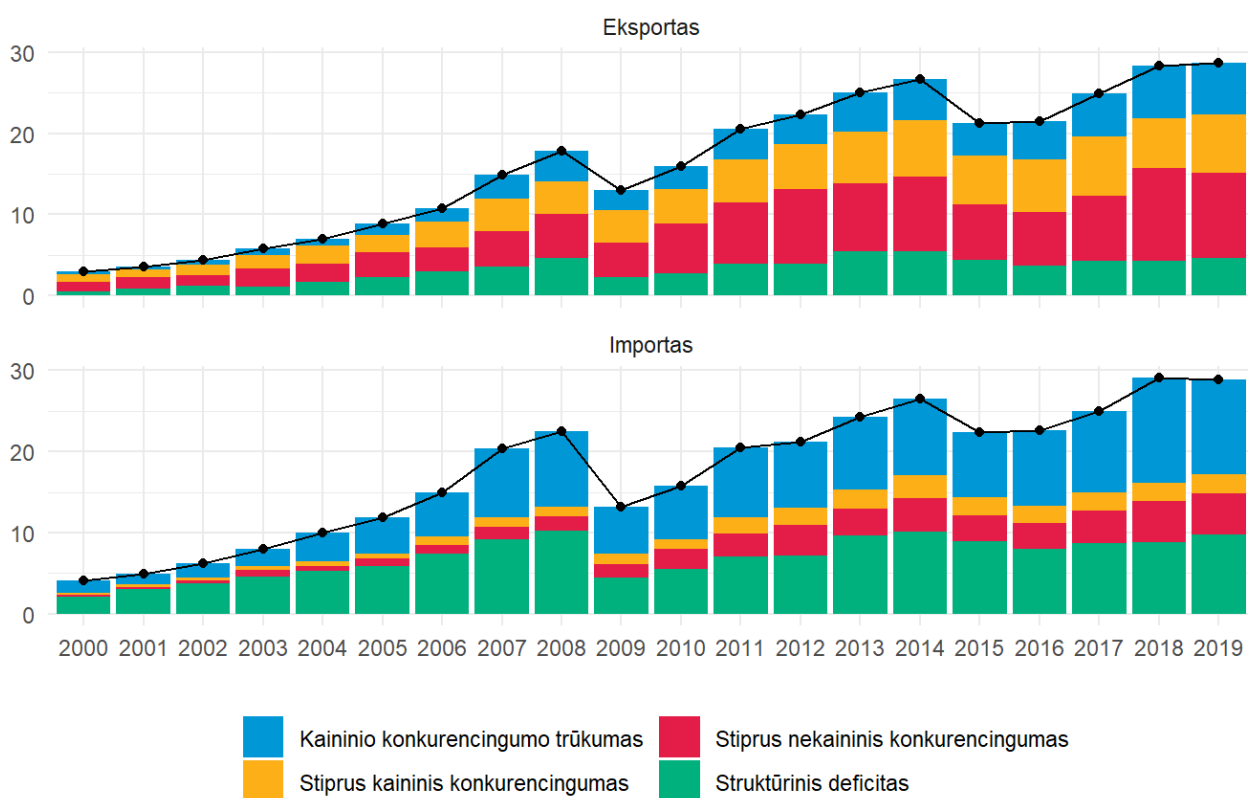 Eksportas
30
20
10
0
Importas
30
20
10
0
2000 2001 2002 2003 2004 2005 2006 2007 2008 2009 2010 2011 2012 2013 2014 2015 2016 2017 2018 2019
Kaininio konkurencingumo trūkumas Stiprus nekaininis konkurencingumas
Stiprus kaininis konkurencingumas Struktūrinis deficitas